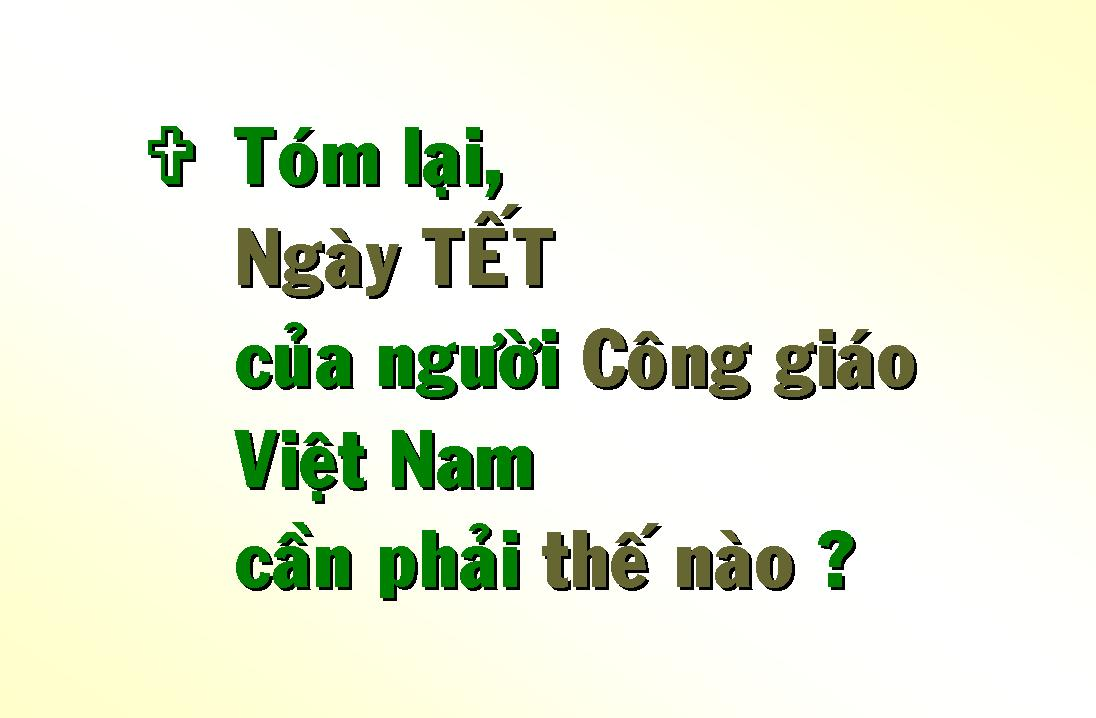 ✞ Tóm lại,
Ngày TẾT
của người Công giáo
Việt Nam
cần phải thế nào ?